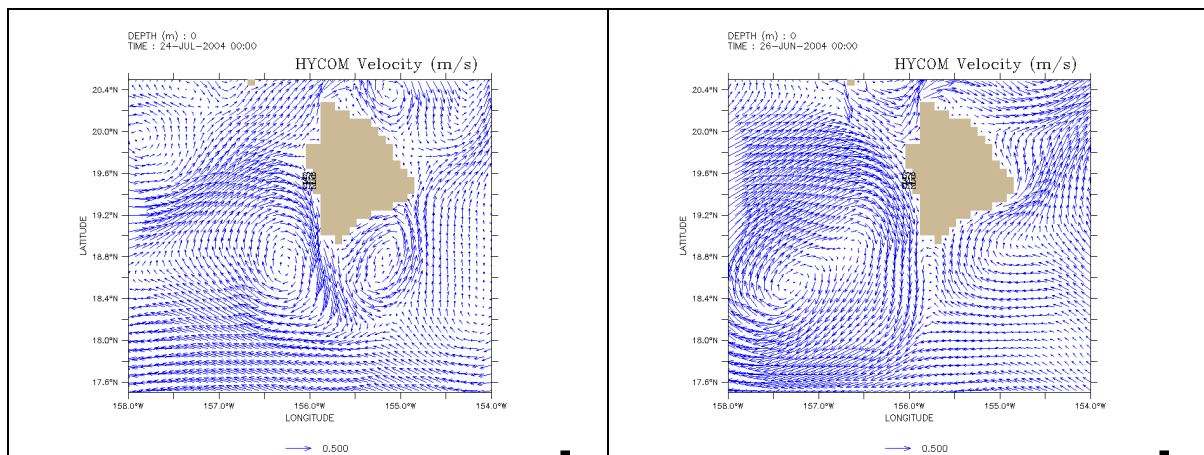 DEPTH (m) : 0
TIME : 24-JUL-2004 00:00
HYCOM Velocity (m/s)
20.4°N
20.0°N
19.6°N
19.2°N
18.8°N
18.4°N
18.0°N
17.6°N
LATITUDE
158.0°W 157.0°W 156.0°W 155.0°W 154.0°W
LONGITUDE
0.500
DEPTH (m) : 0
TIME : 26-JUN-2004 00:00
HYCOM Velocity (m/s)
20.4°N
20.0°N
19.6°N
19.2°N
18.8°N
18.4°N
18.0°N
17.6°N
LATITUDE
158.0°W 157.0°W 156.0°W 155.0°W 154.0°W
LONGITUDE
0.500